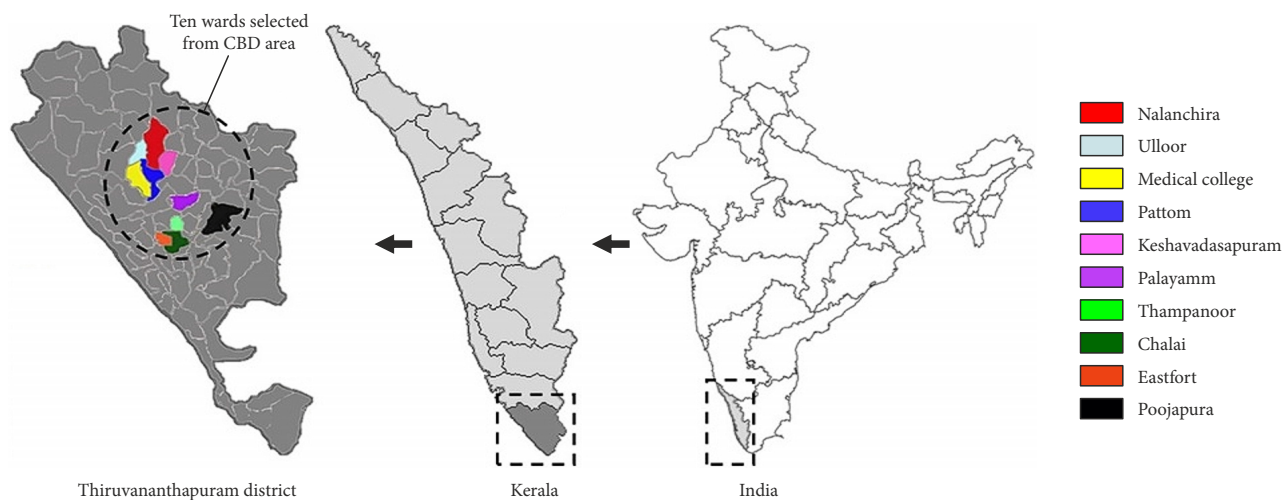 Ten wards selected
from CBD area
Nalanchira
Ulloor
Medical college
Pattom
Keshavadasapuram
Palayamm
Thampanoor
Chalai
Eastfort
Poojapura
Thiruvananthapuram district
Kerala
India